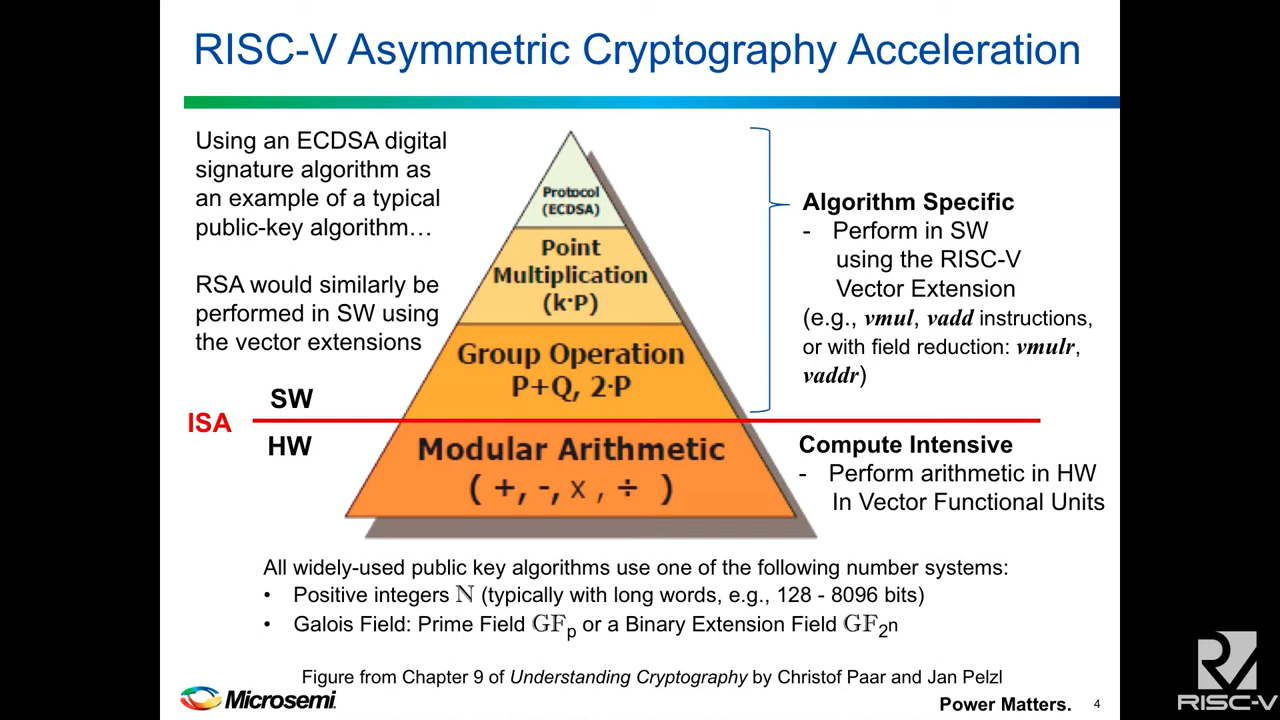 RISC-V Asymmetric Cryptography Acceleration
Using an ECDSA digital
signature algorithm as
an example of a typical
public-key algorithm…
RSA would similarly be
performed in SW using
the vector extensions
Protocol
(ECDSA)
Point
Multiplication
(k·P)
Group Operation
P+Q, 2·P
Algorithm Specific
- Perform in SW
using the RISC-V
Vector Extension
(e.g., vmul, vadd instructions,
or with field reduction: vmulr,
vaddr)
SW
ISA
HW
Modular Arithmetic
( +, -, x , ÷ )
Compute Intensive
- Perform arithmetic in HW
In Vector Functional Units
All widely-used public key algorithms use one of the following number systems:
• Positive integers ℕ (typically with long words, e.g., 128 - 8096 bits)
• Galois Field: Prime Field GFp or a Binary Extension Field GF2n
Figure from Chapter 9 of Understanding Cryptography by Christof Paar and Jan Pelzl
Microsemi.
Power Matters. 4
RISC-V